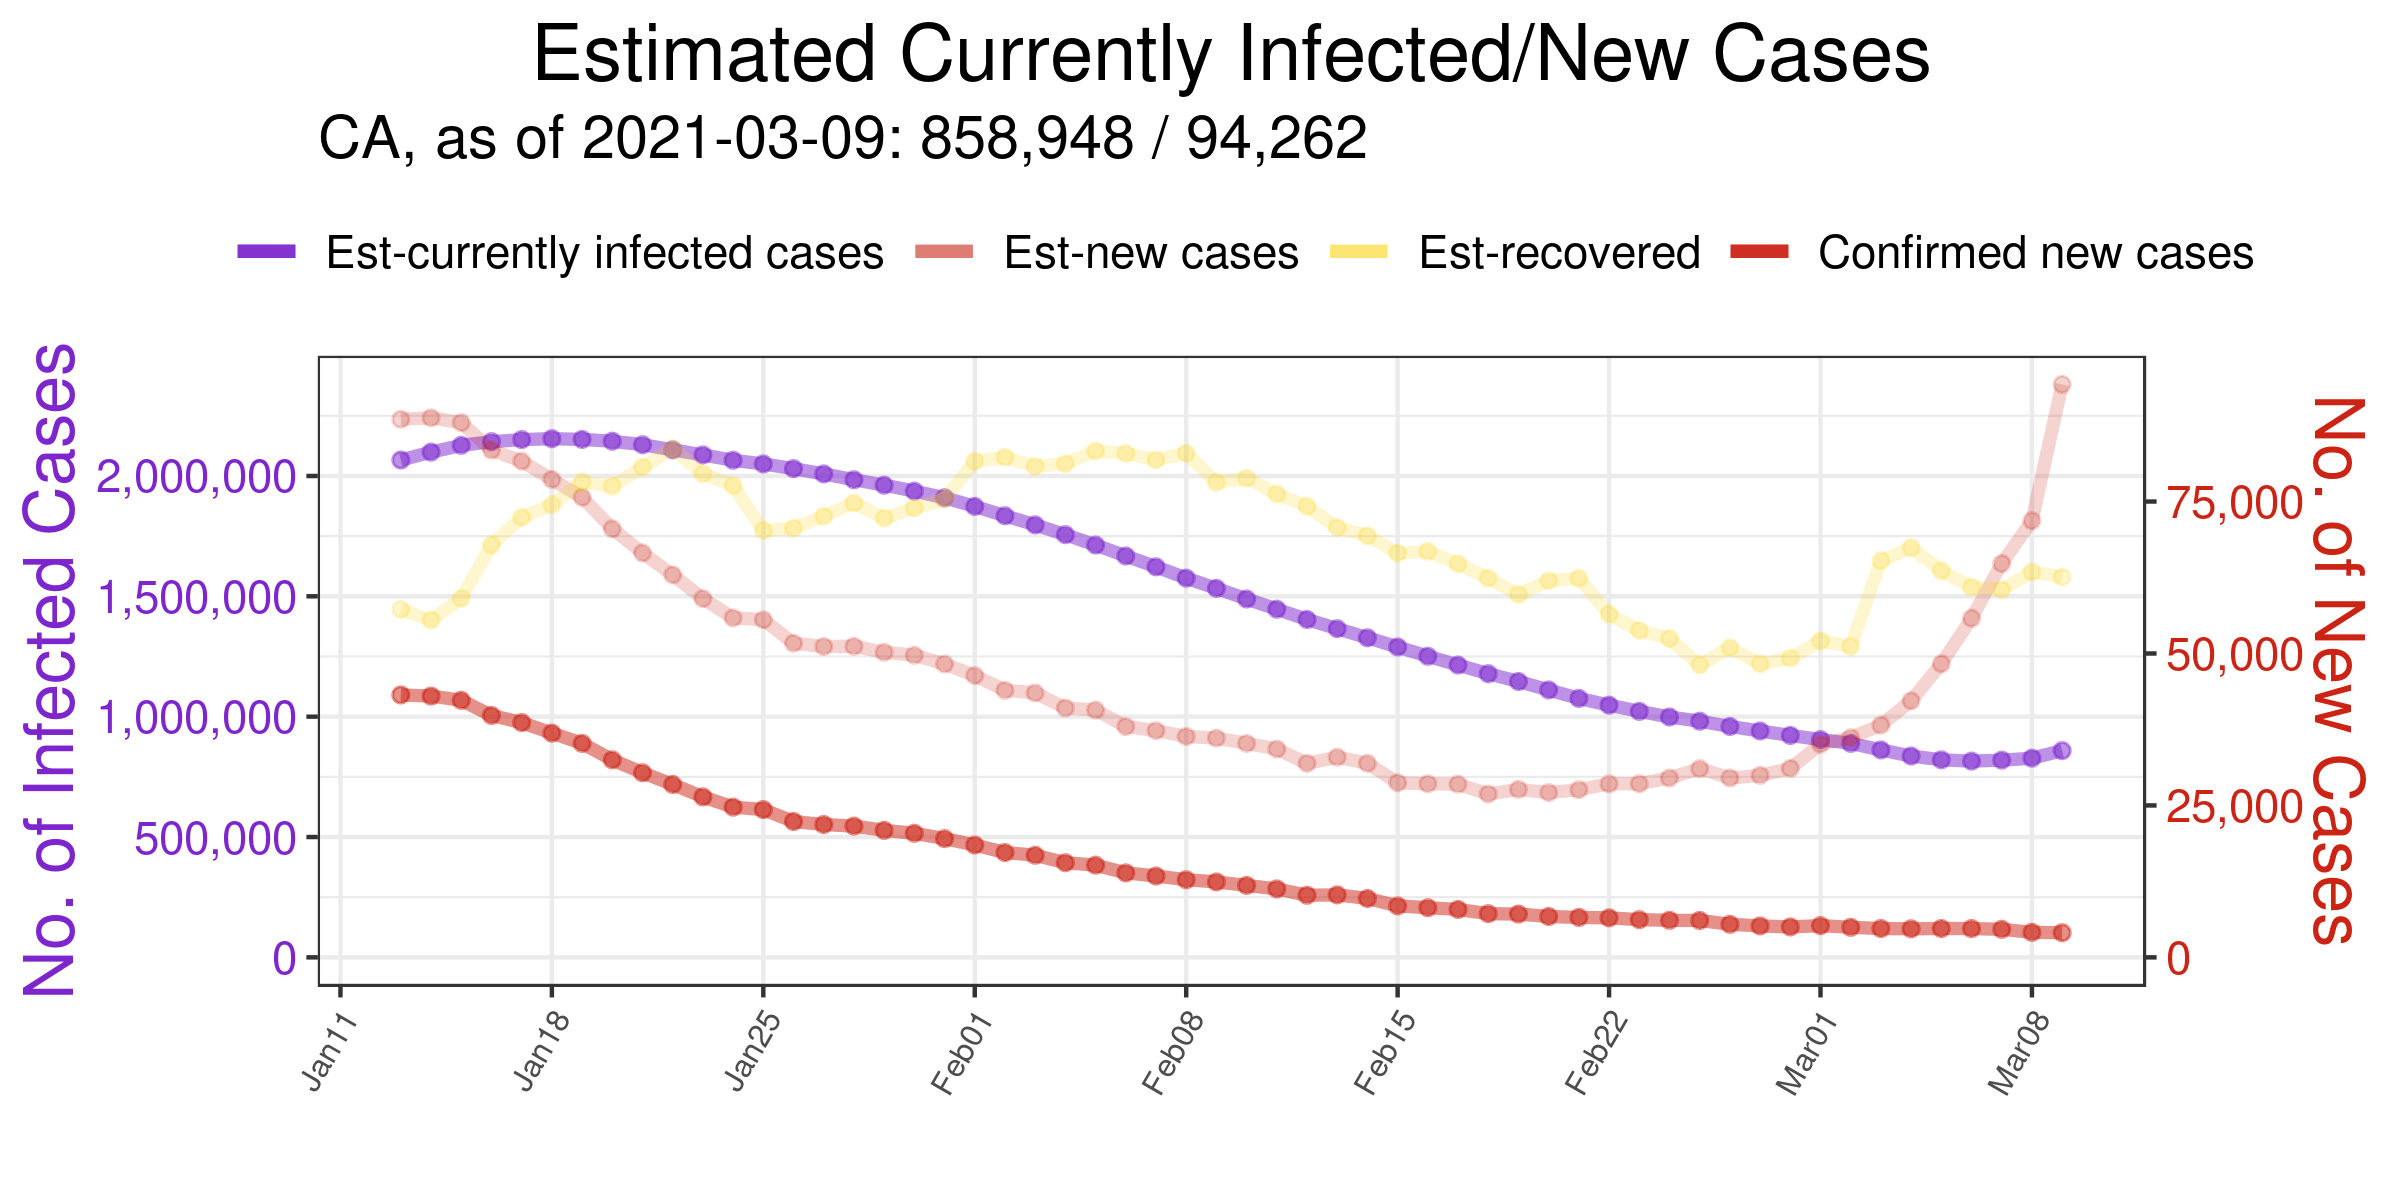 Estimated Currently Infected/New Cases
CA, as of 2021-03-09: 858,948 / 94,262
Est-currently infected cases
Est-new cases
Est-recovered
Confirmed new cases
No. of Infected Cases
2,000,000
1,500,000
1,000,000
500,000
0
75,000
50,000
25,000
0
No. of New Cases
Jan11
Jan18
Jan25
Feb01
Feb08
Feb15
Feb22
Mar01
Mar08